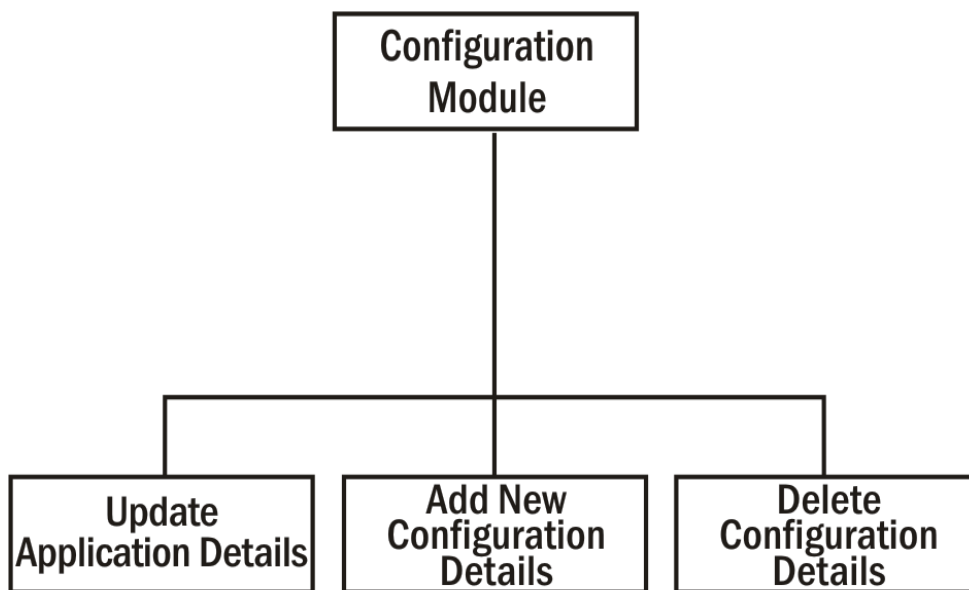 Configuration
Module
Update
Application Details
Add New
Configuration
Details
Delete
Configuration
Details